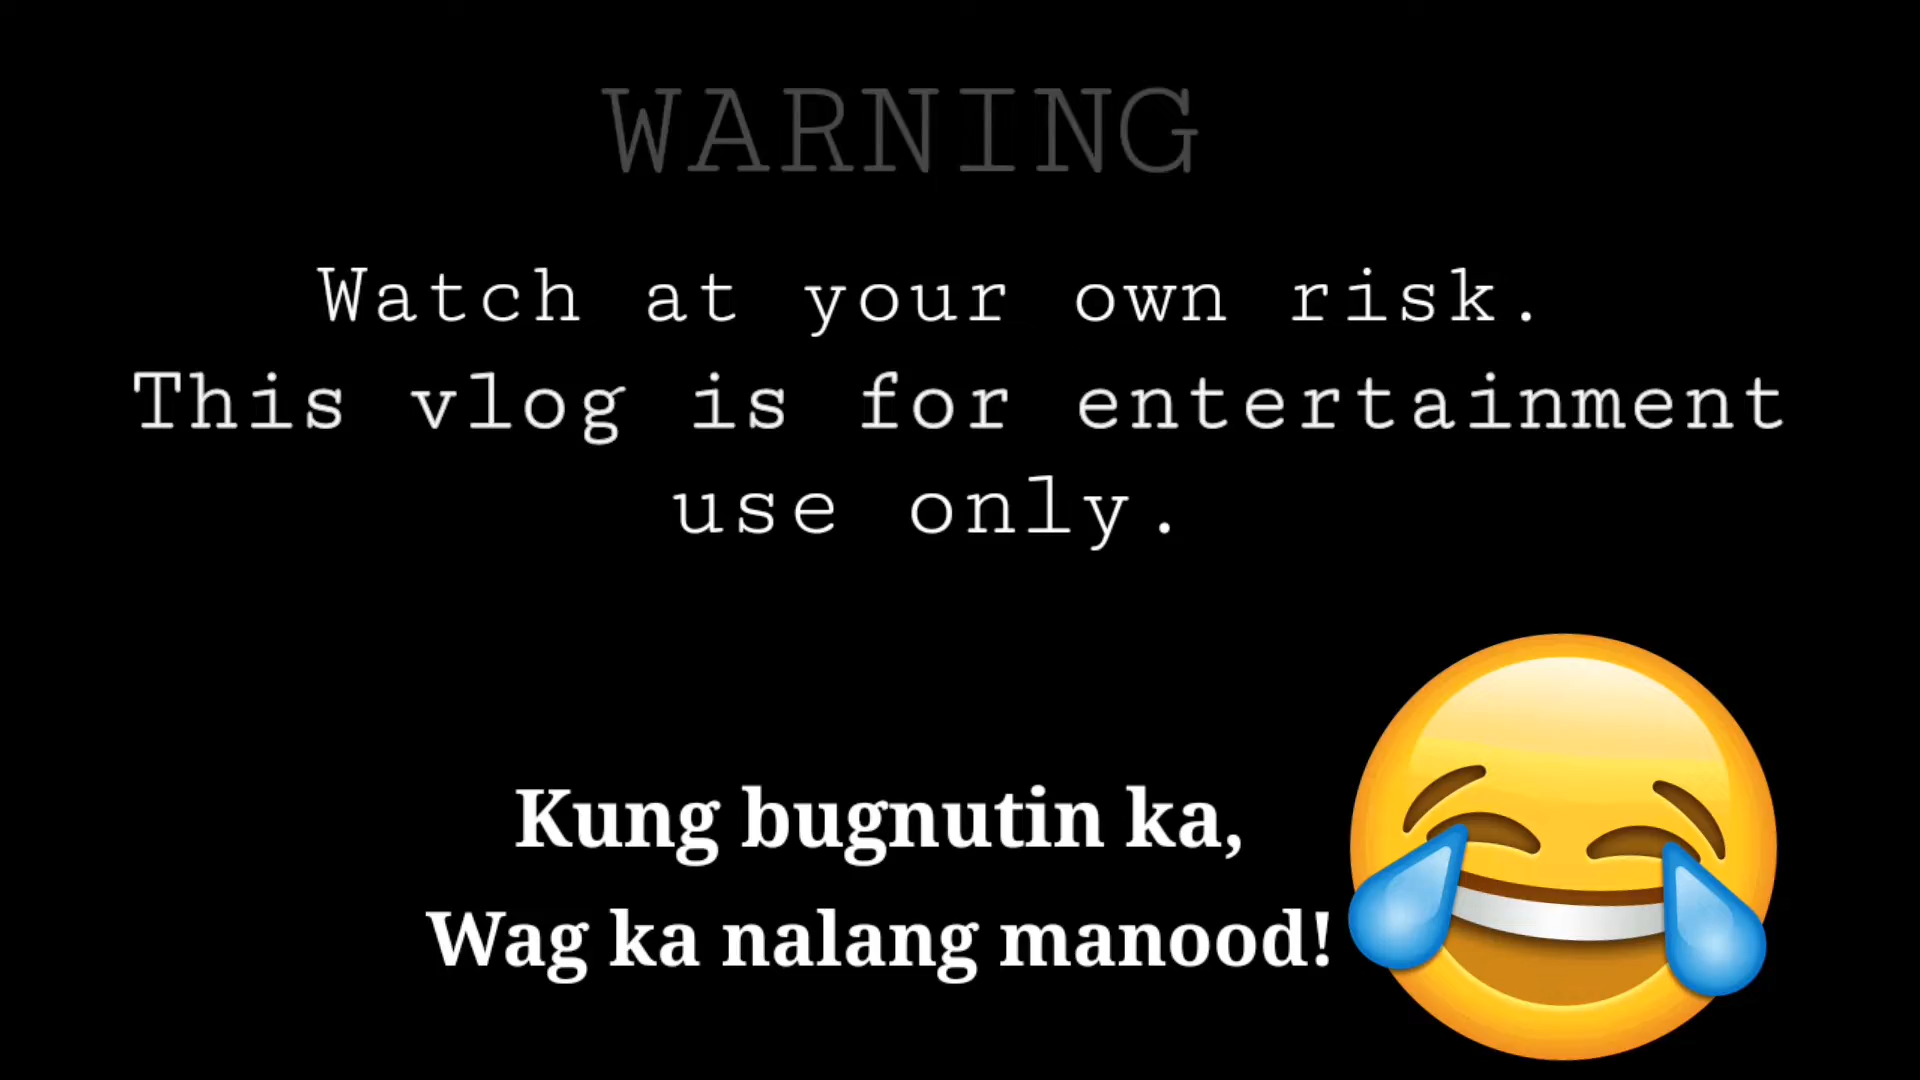 WARNING
Watch at your own risk.
This vlog is for entertainment
use only.
Kung bugnutin ka,
Wag ka nalang manood!